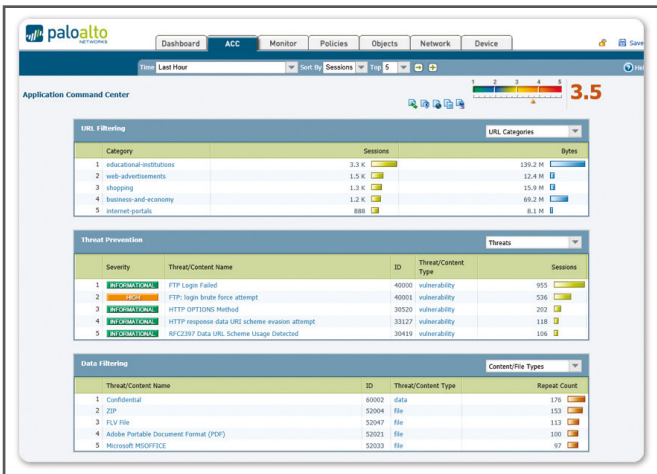 paloalto
NETWORKS
Dashboard ACC Monitor Policies Objects Network Device Save
Time Last Hour Sort By Sessions Top 5
Application Command Center
1 2 3 4 5
3.5
URL Filtering URL Categories
Category Sessions Bytes
1 educational-institutions 3.3 K 139.2 M
2 web-advertisements 1.5 K 12.4 M
3 shopping 1.3 K 15.9 M
4 business-and-economy 1.2 K 69.2 M
5 internet-portals 888 8.1 M
Threat Prevention Threats
Severity Threat/Content Name ID Threat/Content Type Sessions
1 INFORMATIONAL FTP Login Failed 40000 vulnerability 955
2 HIGH FTP: login brute force attempt 40001 vulnerability 536
3 INFORMATIONAL HTTP OPTIONS Method 30520 vulnerability 202
4 INFORMATIONAL HTTP response data URI scheme evasion attempt 33127 vulnerability 118
5 INFORMATIONAL RFC2397 Data URL Scheme Usage Detected 30419 vulnerability 106
Data Filtering Content/File Types
Threat/Content Name ID Threat/Content Type Repeat Count
1 Confidential 60002 data 176
2 ZIP 52004 file 153
3 FLV File 52047 file 113
4 Adobe Portable Document Format (PDF) 52021 file 100
5 Microsoft MSOFFICE 52033 file 97